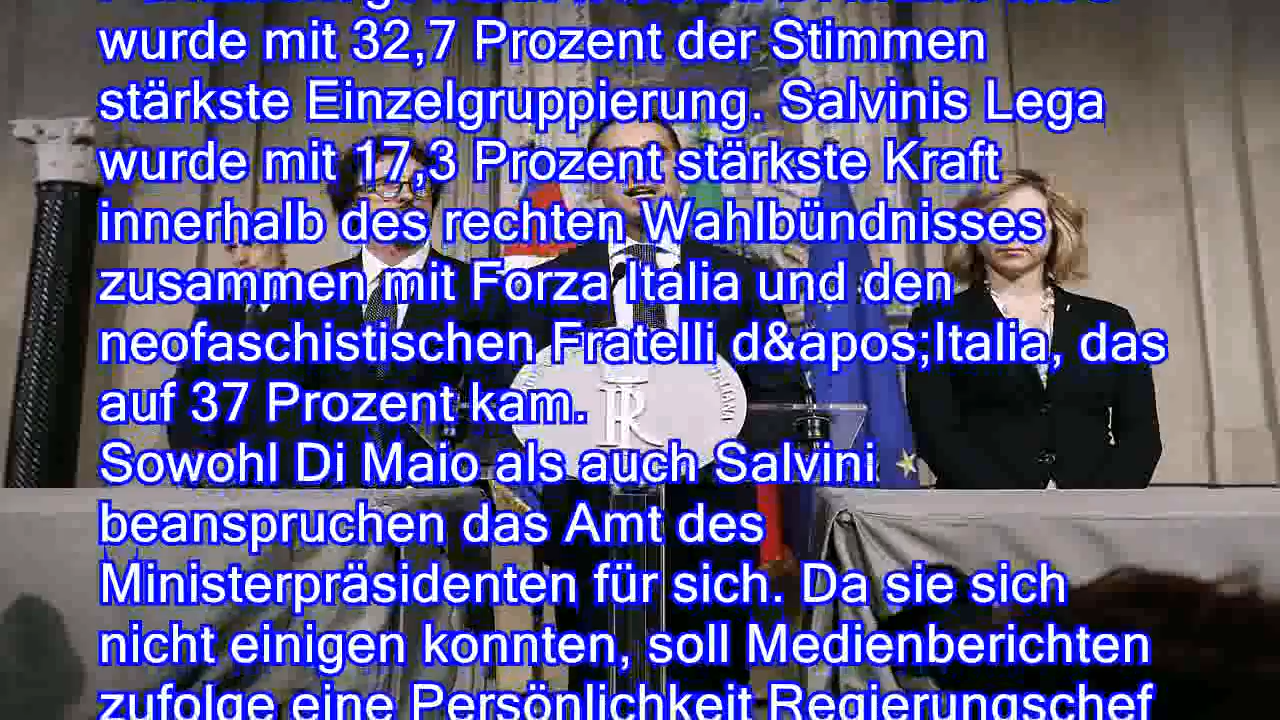 wurde mit 32,7 Prozent der Stimmen
stärkste Einzelgruppierung. Salvinis Lega
wurde mit 17,3 Prozent stärkste Kraft
innerhalb des rechten Wahlbündnisses
zusammen mit Forza Italia und den
neofaschistischen Fratelli d&apos;Italia, das
auf 37 Prozent kam.
Sowohl Di Maio als auch Salvini
beanspruchen das Amt des
Ministerpräsidenten für sich. Da sie sich
nicht einigen konnten, soll Medienberichten
zufolge eine Persönlichkeit Regierungschef